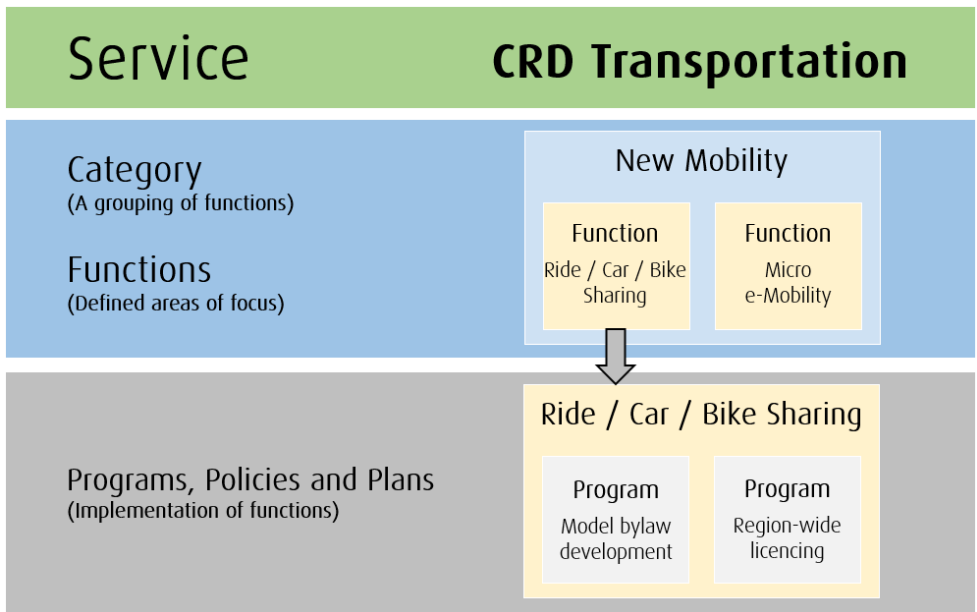 Service
CRD Transportation
Category
(A grouping of functions)
Functions
(Defined areas of focus)
New Mobility
Function
Ride / Car / Bike
Sharing
Function
Micro
e-Mobility
Programs, Policies and Plans
(Implementation of functions)
Ride / Car / Bike Sharing
Program
Model bylaw
development
Program
Region-wide
licencing